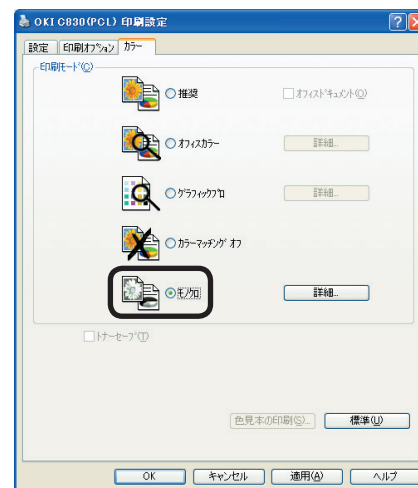 OKI C830(PCL) 印刷設定
設定 印刷ｵﾌﾟｼｮﾝ ｶﾗｰ
印刷ﾓｰﾄﾞ(C)
推奨 ｵﾌｨｽﾄﾞｷｭﾒﾝﾄ(O)
ｵﾌｨｽｶﾗｰ 詳細...
ｸﾞﾗﾌｨｯｸﾌﾟﾛ 詳細...
ｶﾗｰﾏｯﾁﾝｸﾞ ｵﾌ
ﾓﾉｸﾛ 詳細...
ﾄﾅｰｾｰﾌﾞ(T)
色見本の印刷(S)... 標準(U)
OK ｷｬﾝｾﾙ 適用(A) ﾍﾙﾌﾟ